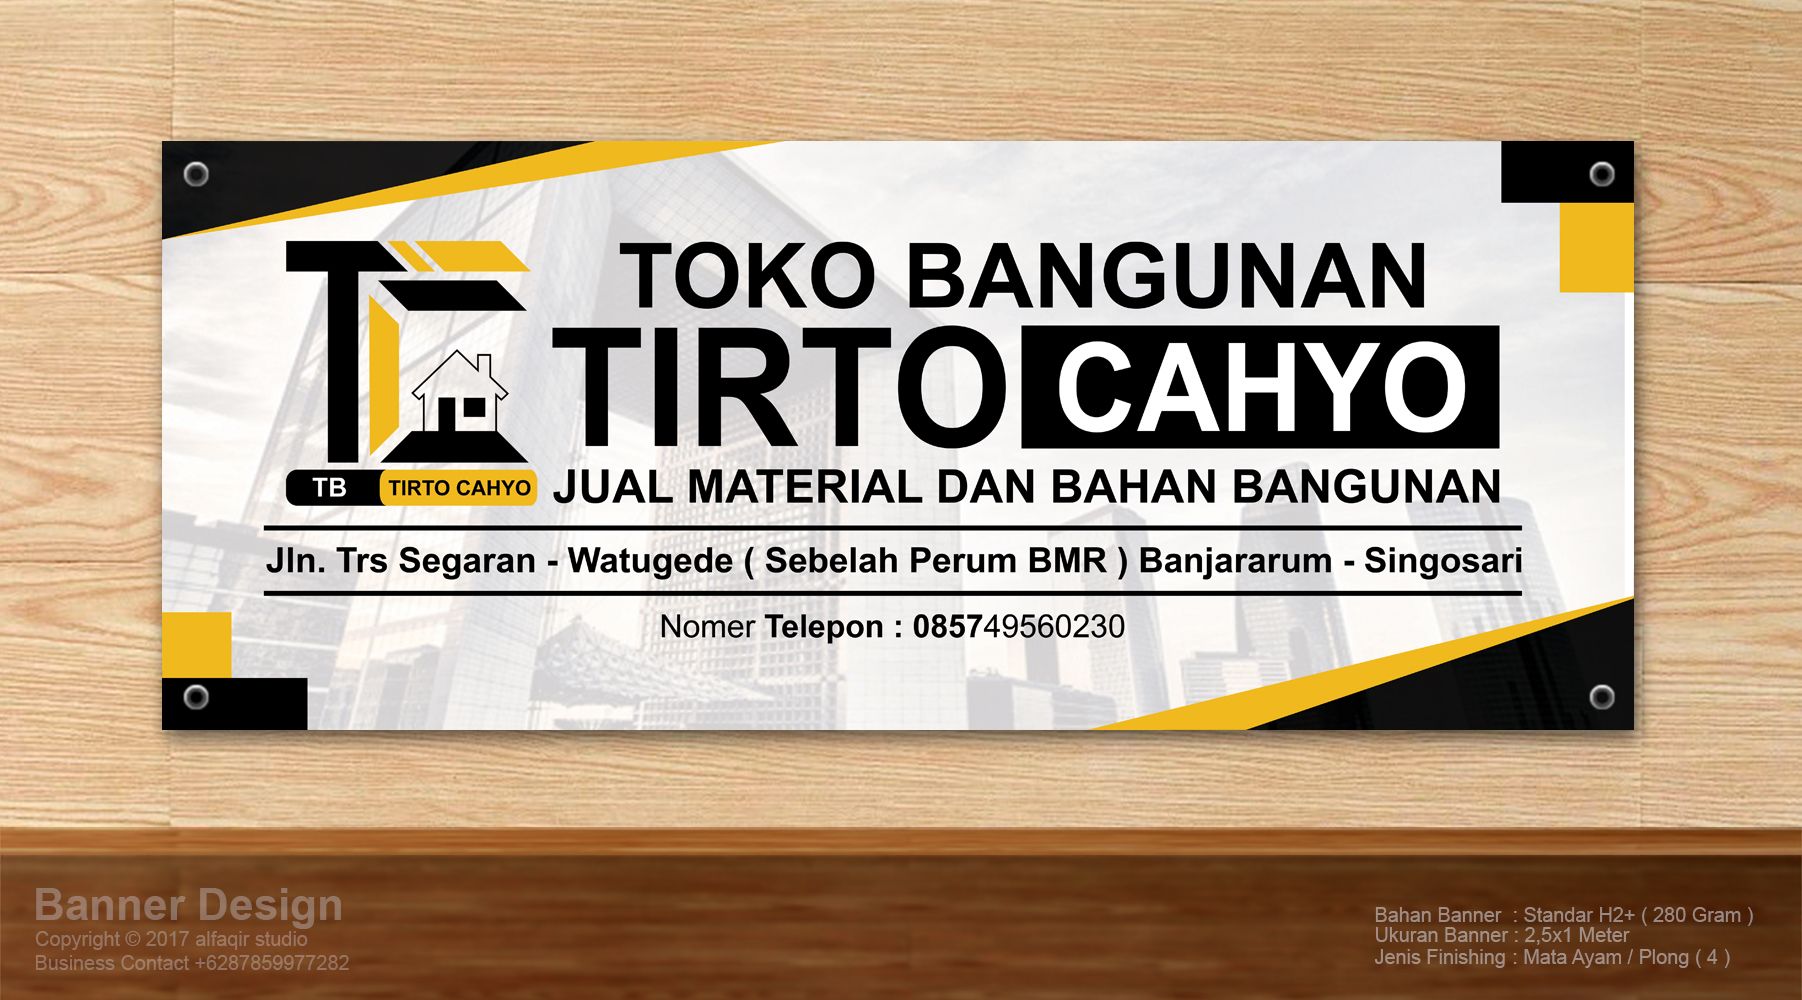 TOKO BANGUNAN
TIRTO CAHYO
TB TIRTO CAHYO
JUAL MATERIAL DAN BAHAN BANGUNAN
Jln. Trs Segaran - Watugede ( Sebelah Perum BMR ) Banjararum - Singosari
Nomer Telepon : 085749560230
Banner Design
Copyright © 2017 alfaqir studio
Business Contact +6287859977282
Bahan Banner : Standar H2+ ( 280 Gram )
Ukuran Banner : 2,5x1 Meter
Jenis Finishing : Mata Ayam / Plong ( 4 )